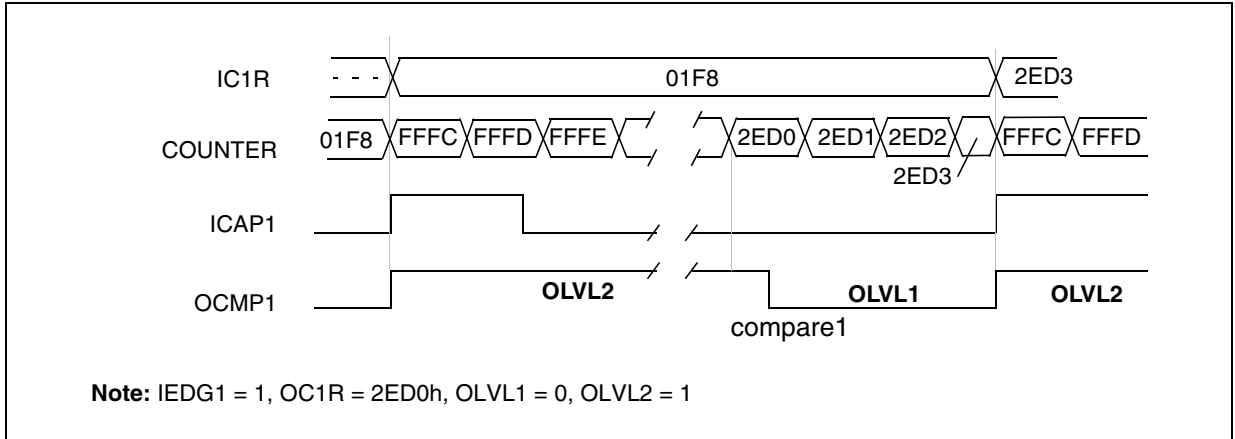 IC1R
01F8
2ED3
COUNTER
01F8 FFFC FFFD FFFE 2ED0 2ED1 2ED2 FFFC FFFD
2ED3
ICAP1
OCMP1
OLVL2
OLVL1
OLVL2
compare1
Note: IEDG1 = 1, OC1R = 2ED0h, OLVL1 = 0, OLVL2 = 1